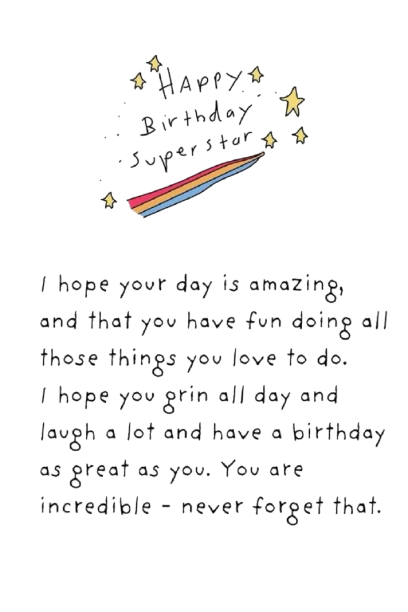 HAPPY
Birthday
superstar
I hope your day is amazing,
and that you have fun doing all
those things you love to do.
I hope you grin all day and
laugh a lot and have a birthday
as great as you. You are
incredible - never forget that.